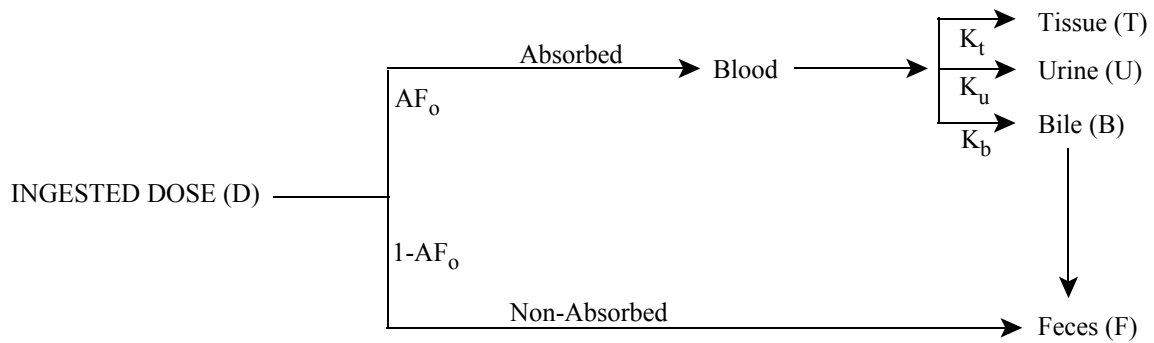 Tissue (T)
K_t
Absorbed
Blood
Urine (U)
AF_o
K_u
Bile (B)
K_b
INGESTED DOSE (D)
1-AF_o
Non-Absorbed
Feces (F)